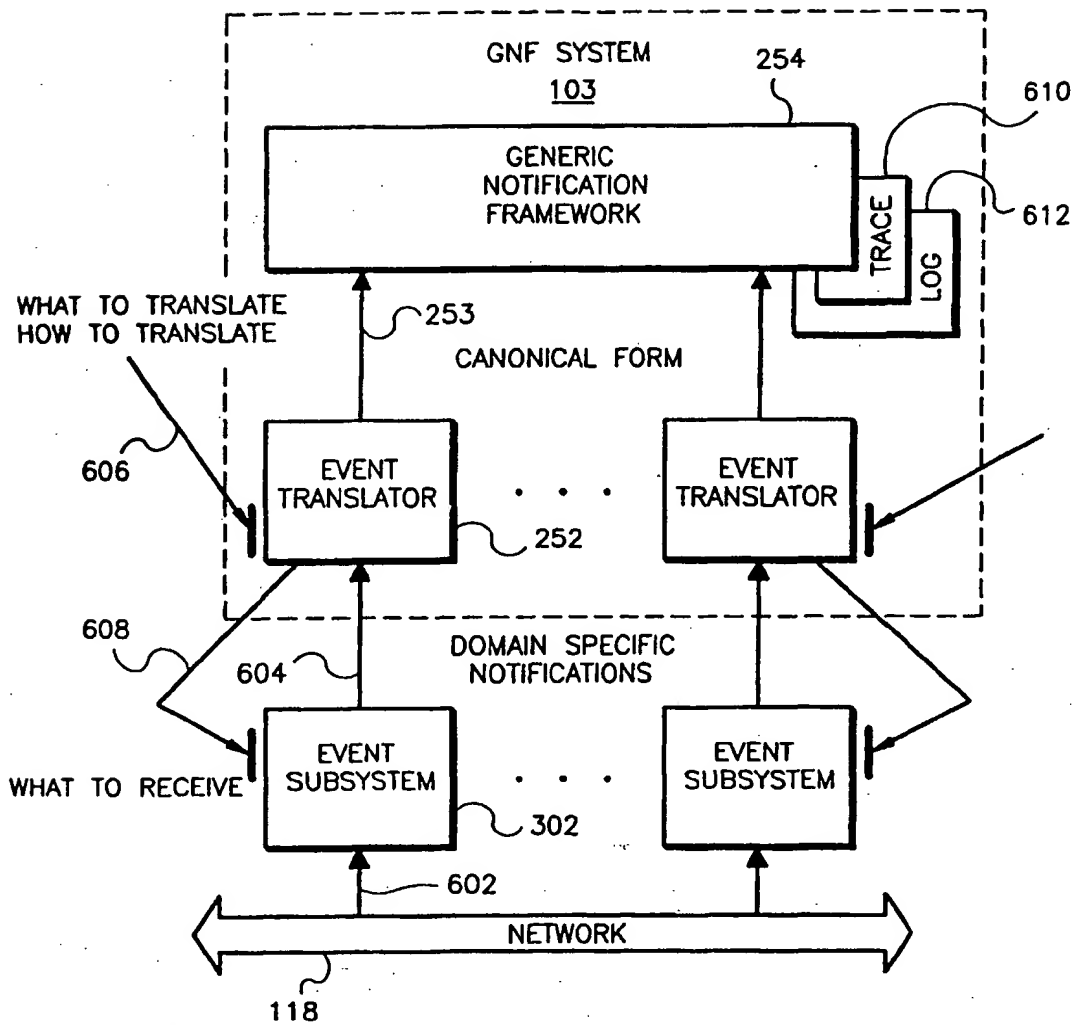 GNF SYSTEM
103
254
610
GENERIC
NOTIFICATION
FRAMEWORK
TRACE
612
LOG
WHAT TO TRANSLATE
HOW TO TRANSLATE
253
CANONICAL FORM
606
EVENT
TRANSLATOR
. . .
EVENT
TRANSLATOR
252
608
DOMAIN SPECIFIC
NOTIFICATIONS
604
EVENT
SUBSYSTEM
. . .
EVENT
SUBSYSTEM
WHAT TO RECEIVE
302
602
NETWORK
118